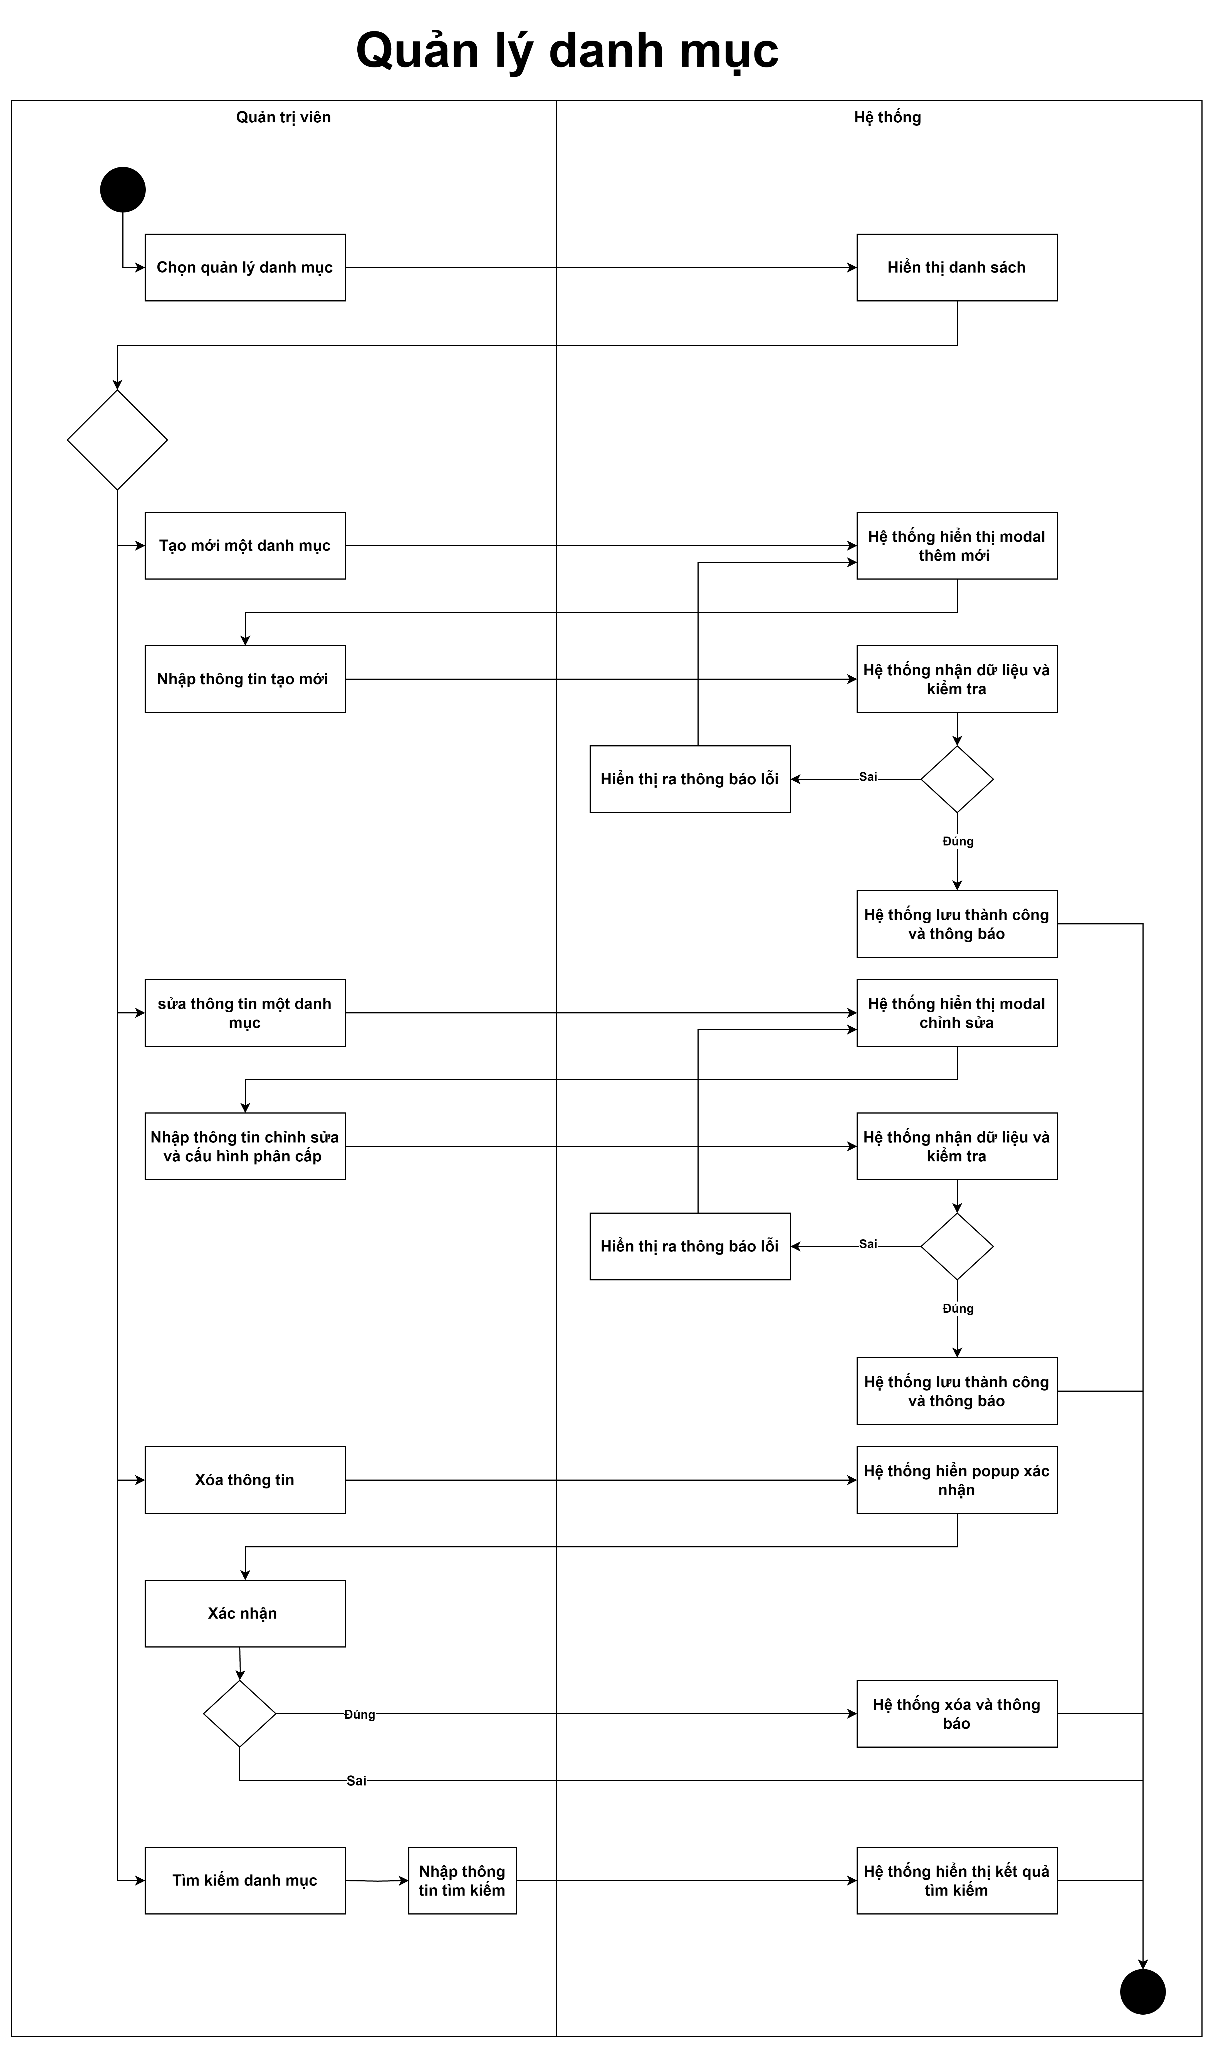 Quản lý danh mục
Quản trị viên
Hệ thống
Chọn quản lý danh mục
Hiển thị danh sách
Tạo mới một danh mục
Hệ thống hiển thị modal
thêm mới
Nhập thông tin tạo mới
Hệ thống nhận dữ liệu và
kiểm tra
Hiển thị ra thông báo lỗi
Sai
Đúng
Hệ thống lưu thành công
và thông báo
sửa thông tin một danh
mục
Hệ thống hiển thị modal
chỉnh sửa
Nhập thông tin chỉnh sửa
và cấu hình phân cấp
Hệ thống nhận dữ liệu và
kiểm tra
Hiển thị ra thông báo lỗi
Sai
Đúng
Hệ thống lưu thành công
và thông báo
Xóa thông tin
Hệ thống hiển popup xác
nhận
Xác nhận
Đúng
Hệ thống xóa và thông
báo
Sai
Tìm kiếm danh mục
Nhập thông
tin tìm kiếm
Hệ thống hiển thị kết quả
tìm kiếm